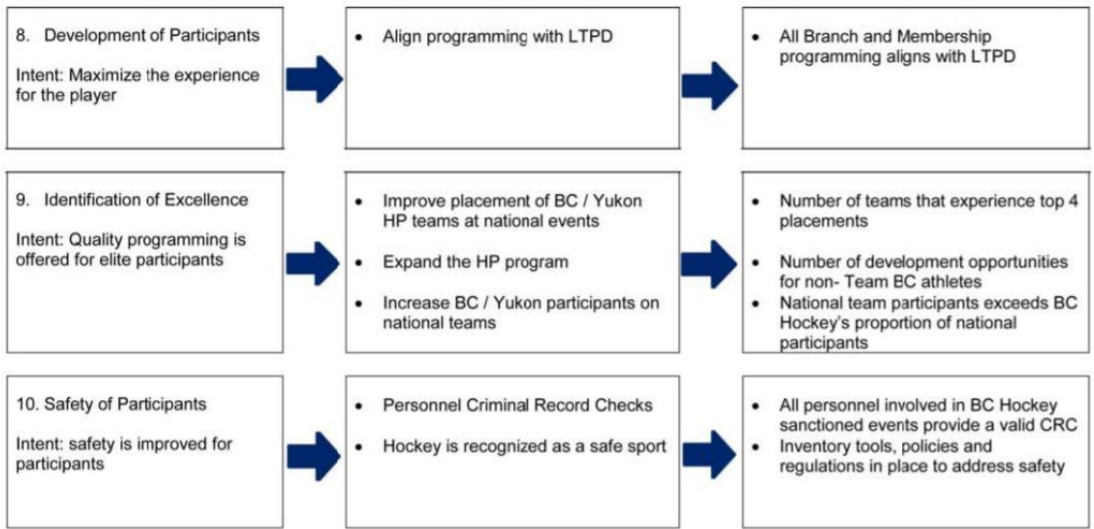 8. Development of Participants
Intent: Maximize the experience
for the player
• Align programming with LTPD
• All Branch and Membership
programming aligns with LTPD
9. Identification of Excellence
Intent: Quality programming is
offered for elite participants
• Improve placement of BC / Yukon
HP teams at national events
• Expand the HP program
• Increase BC / Yukon participants on
national teams
• Number of teams that experience top 4
placements
• Number of development opportunities
for non- Team BC athletes
• National team participants exceeds BC
Hockey's proportion of national
participants
10. Safety of Participants
Intent: safety is improved for
participants
• Personnel Criminal Record Checks
• Hockey is recognized as a safe sport
• All personnel involved in BC Hockey
sanctioned events provide a valid CRC
• Inventory tools, policies and
regulations in place to address safety